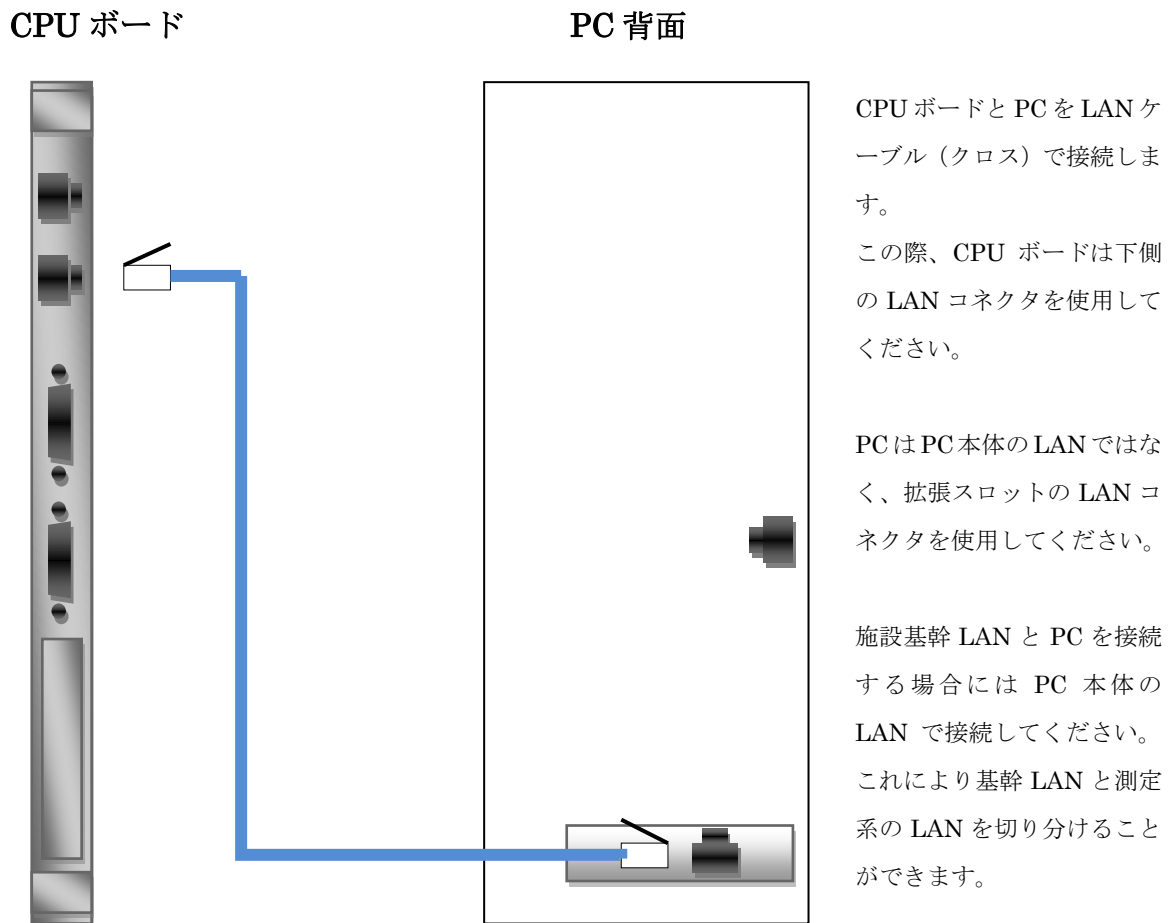 CPU ボード
PC 背面
CPU ボードと PC を LAN ケ
ーブル（クロス）で接続しま
す。
この際、CPU ボードは下側
の LAN コネクタを使用して
ください。
PC は PC 本体の LAN ではな
く、拡張スロットの LAN コ
ネクタを使用してください。
施設基幹 LAN と PC を接続
する場合には PC 本体の
LAN で接続してください。
これにより基幹 LAN と測定
系の LAN を切り分けること
ができます。